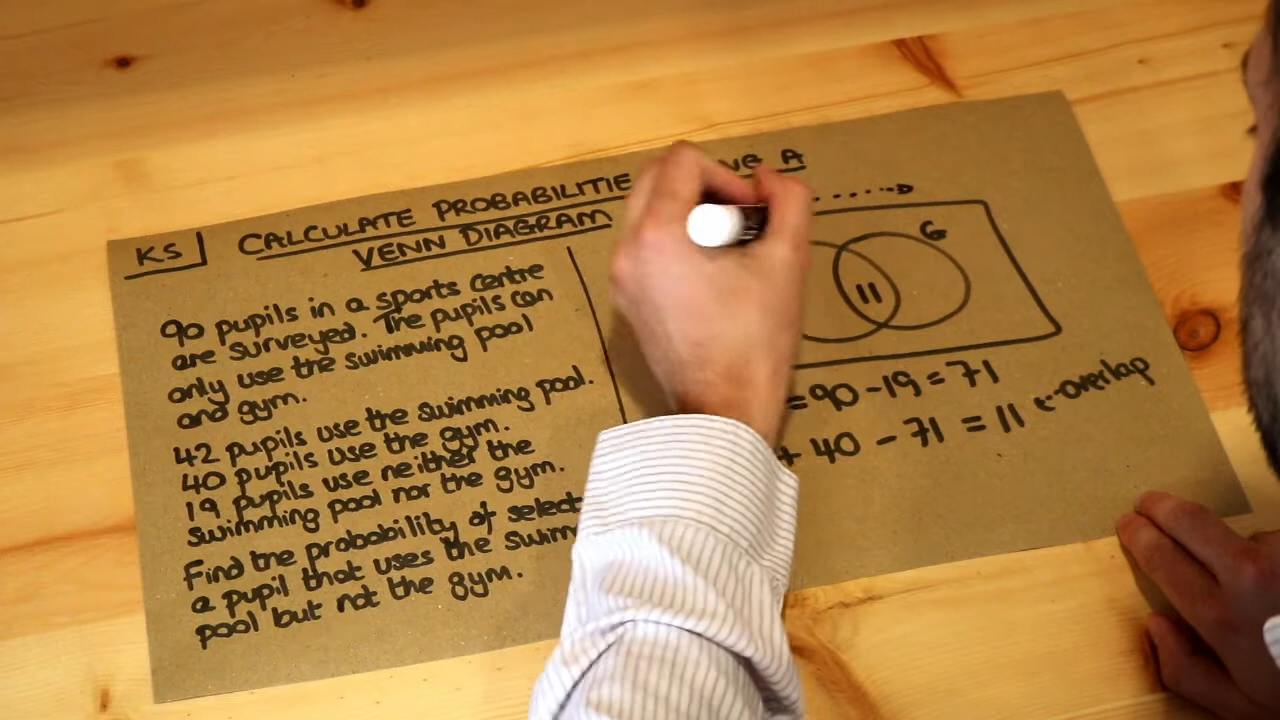 KS
CALCULATE PROBABILITIE A
VENN DIAGRAM
90 pupils in a sports centre
are surveyed. The pupils can
only use the swimming pool
and gym.
42 pupils use the swimming pool.
40 pupils use the gym.
19 pupils use neither the
swimming pool nor the gym.
Find the probability of select
a pupil that uses the swim
pool but not the gym.
G
11
= 90 - 19 = 71
+ 40 - 71 = 11 ← overlap